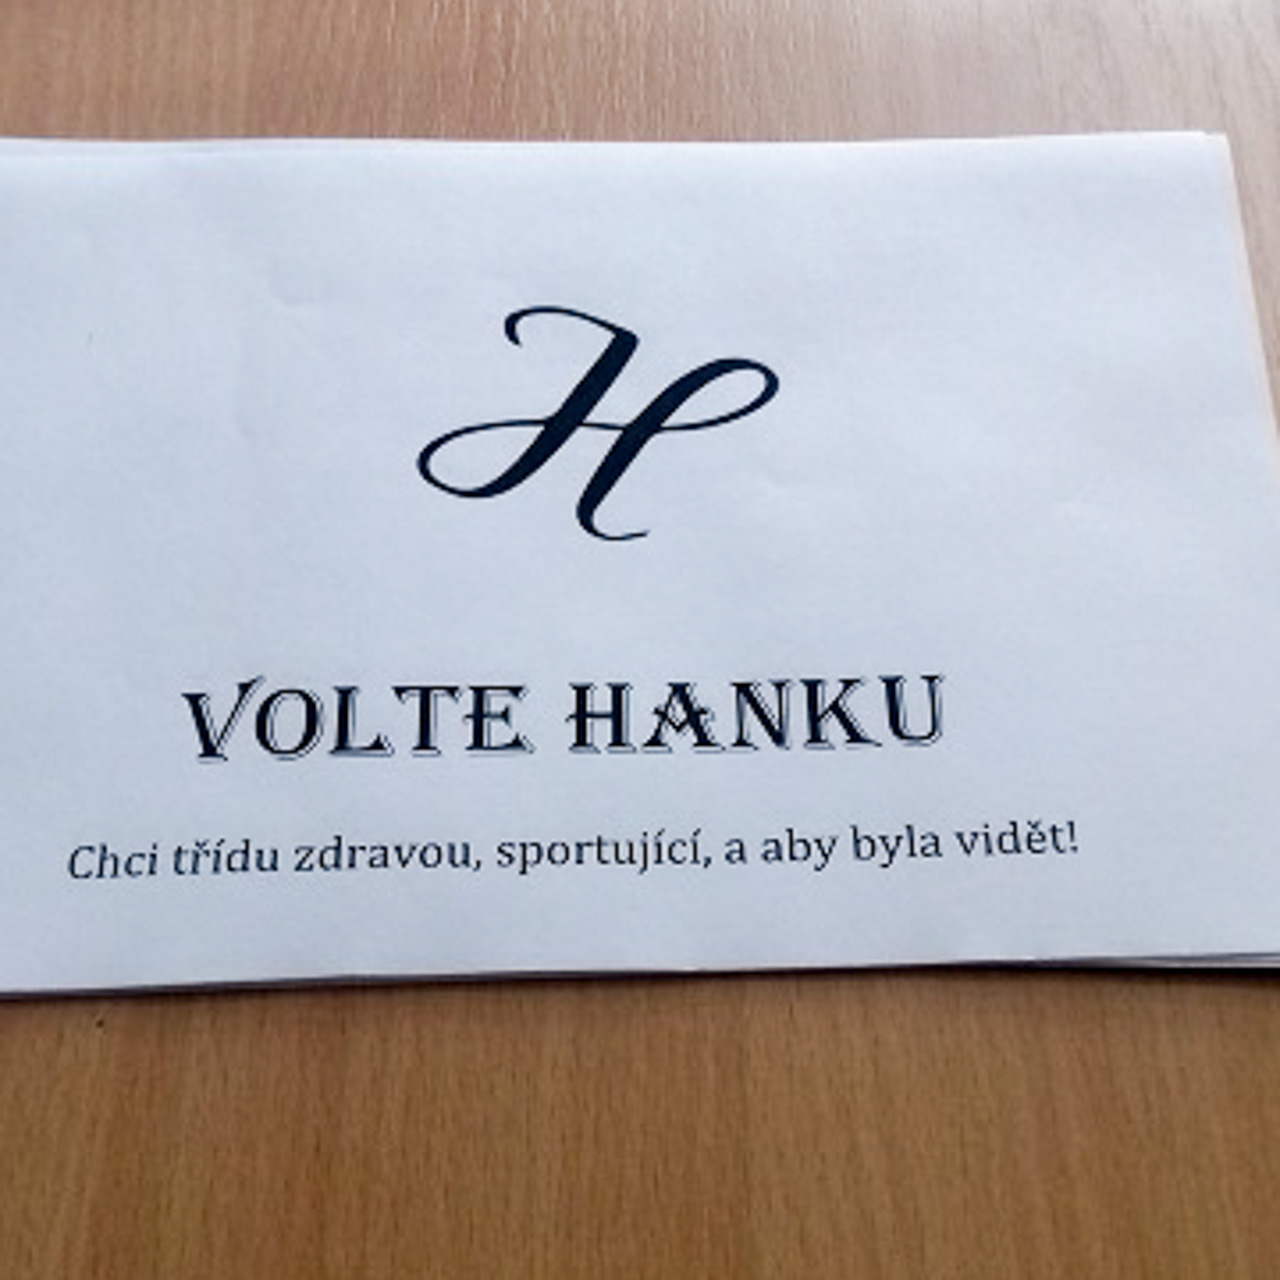 H
VOLTE HANKU
Chci třídu zdravou, sportující, a aby byla vidět!